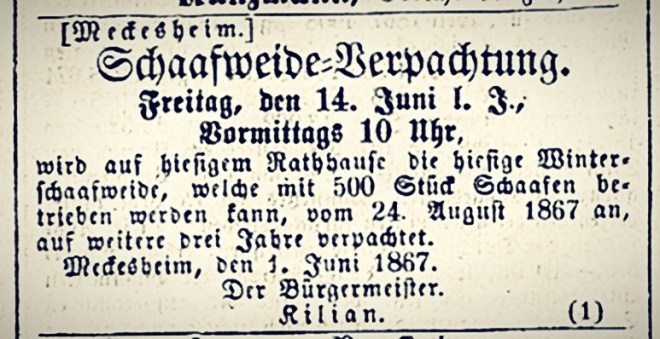 [Meckesheim.]
Schaafweide-Verpachtung.
Freitag, den 14. Juni l. J.,
Vormittags 10 Uhr,
wird auf hiesigem Rathhause die hiesige Winter-
schaafweide, welche mit 500 Stück Schaafen be-
trieben werden kann, vom 24. August 1867 an,
auf weitere drei Jahre verpachtet.
Meckesheim, den 1. Juni 1867.
Der Bürgermeister.
Kilian. (1)